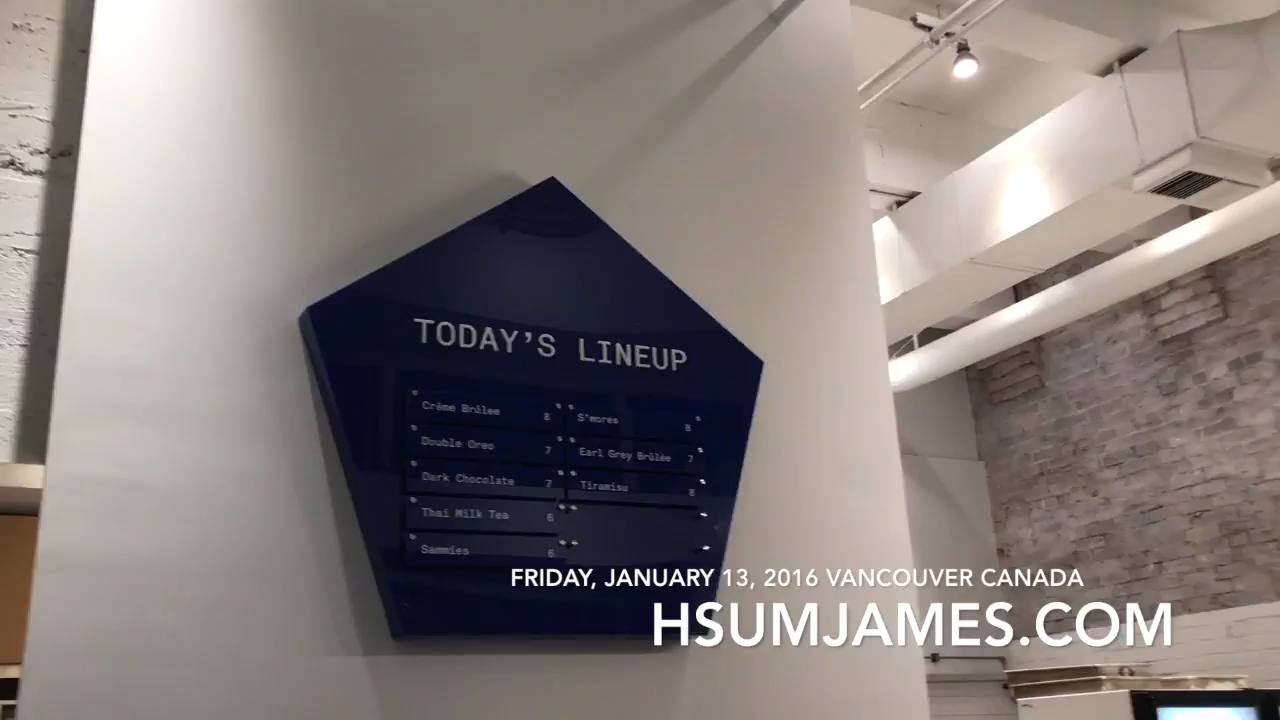 TODAY'S LINEUP
Crème Brûlee 8
Double Oreo 7
Dark Chocolate 7
Thai Milk Tea 6
Sammies 6
S'mores 8
Earl Grey Brûlée 7
Tiramisu 8
FRIDAY, JANUARY 13, 2016 VANCOUVER CANADA
HSUMJAMES.COM